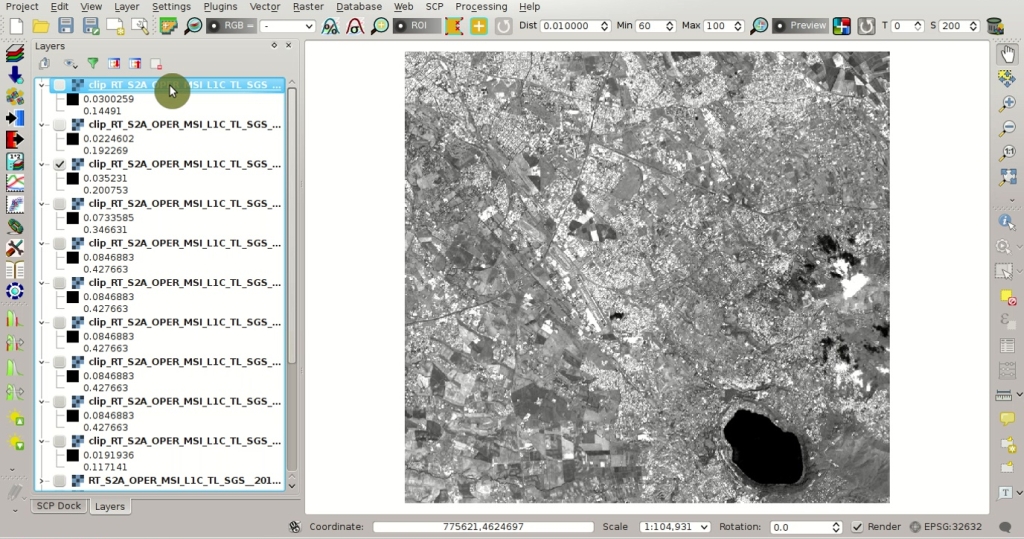 Project Edit View Layer Settings Plugins Vector Raster Database Web SCP Processing Help
RGB = - ROI Dist 0.010000 Min 60 Max 100 Preview T 0 S 200
Layers
clip_RT_S2A_OPER_MSI_L1C_TL_SGS_...
0.0300259
0.14491
clip_RT_S2A_OPER_MSI_L1C_TL_SGS_...
0.0224602
0.192269
clip_RT_S2A_OPER_MSI_L1C_TL_SGS_...
0.035231
0.200753
clip_RT_S2A_OPER_MSI_L1C_TL_SGS_...
0.0733585
0.346631
clip_RT_S2A_OPER_MSI_L1C_TL_SGS_...
0.0846883
0.427663
clip_RT_S2A_OPER_MSI_L1C_TL_SGS_...
0.0846883
0.427663
clip_RT_S2A_OPER_MSI_L1C_TL_SGS_...
0.0846883
0.427663
clip_RT_S2A_OPER_MSI_L1C_TL_SGS_...
0.0846883
0.427663
clip_RT_S2A_OPER_MSI_L1C_TL_SGS_...
0.0846883
0.427663
clip_RT_S2A_OPER_MSI_L1C_TL_SGS_...
0.0191936
0.117141
RT_S2A_OPER_MSI_L1C_TL_SGS__201...
SCP Dock Layers
Coordinate: 775621,4624697 Scale 1:104,931 Rotation: 0.0 Render EPSG:32632